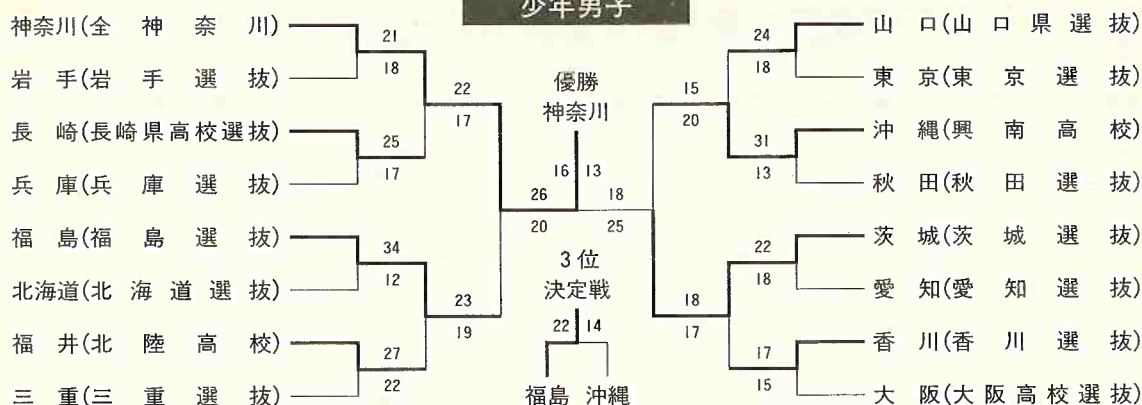 少年男子
神奈川(全神奈川)
岩手(岩手選抜)
長崎(長崎県高校選抜)
兵庫(兵庫選抜)
福島(福島選抜)
北海道(北海道選抜)
福井(北陸高校)
三重(三重選抜)
21
18
25
17
34
12
27
22
22
17
23
19
26
20
優勝
神奈川
16 13
3位
決定戦
22 14
福島 沖縄
18
25
15
20
18
17
24
18
31
13
22
18
17
15
山口(山口県選抜)
東京(東京選抜)
沖縄(興南高校)
秋田(秋田選抜)
茨城(茨城選抜)
愛知(愛知選抜)
香川(香川選抜)
大阪(大阪高校選抜)